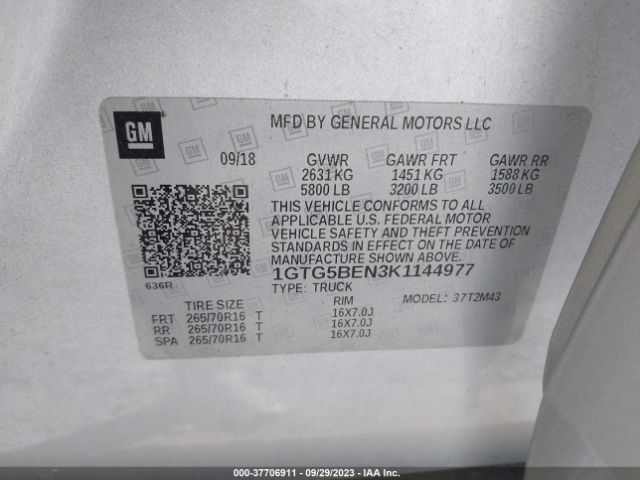 GM
MFD BY GENERAL MOTORS LLC
09/18 GVWR GAWR FRT GAWR RR
2631 KG 1451 KG 1588 KG
5800 LB 3200 LB 3500 LB
THIS VEHICLE CONFORMS TO ALL
APPLICABLE U.S. FEDERAL MOTOR
VEHICLE SAFETY AND THEFT PREVENTION
STANDARDS IN EFFECT ON THE DATE OF
MANUFACTURE SHOWN ABOVE.
1GTG5BEN3K1144977
636R
TYPE: TRUCK MODEL: 37T2M43
TIRE SIZE RIM
FRT 265/70R16 T 16X7.0J
RR 265/70R16 T 16X7.0J
SPA 265/70R16 T 16X7.0J
000-37706911 - 09/29/2023 - IAA, Inc.